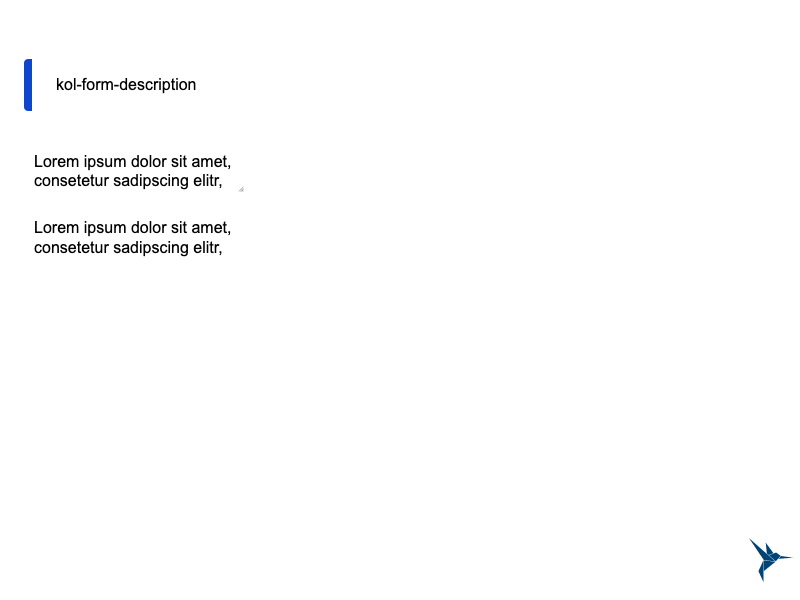 kol-form-description
Lorem ipsum dolor sit amet,
consetetur sadipscing elitr,
Lorem ipsum dolor sit amet,
consetetur sadipscing elitr,